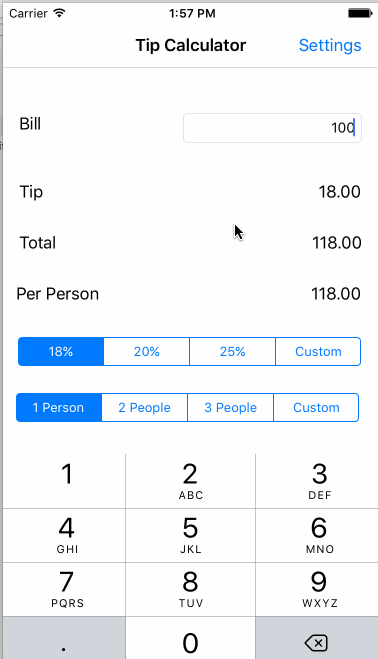 Carrier 1:57 PM
Tip Calculator Settings
Bill 100
Tip 18.00
Total 118.00
Per Person 118.00
18% 20% 25% Custom
1 Person 2 People 3 People Custom
1 2 3
ABC DEF
4 5 6
GHI JKL MNO
7 8 9
PQRS TUV WXYZ
. 0